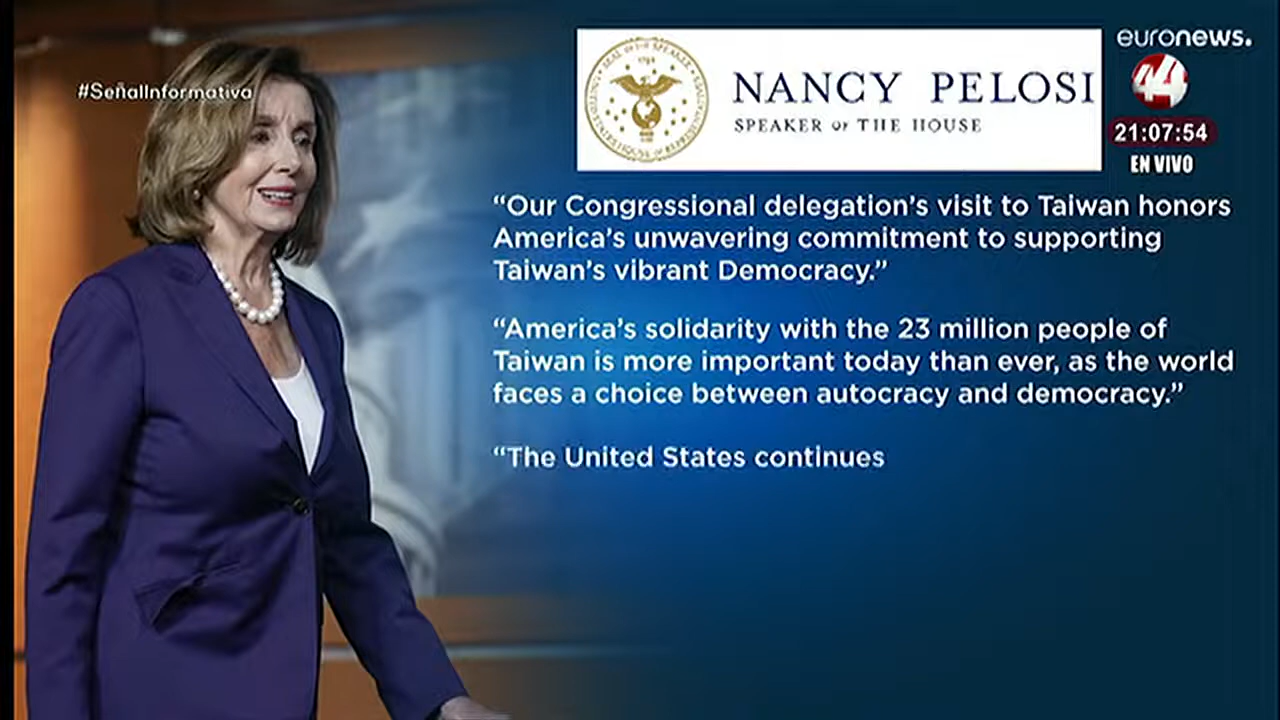 #SeñalInformativa
NANCY PELOSI
SPEAKER OF THE HOUSE
euronews.
44
21:07:54
EN VIVO
“Our Congressional delegation’s visit to Taiwan honors
America’s unwavering commitment to supporting
Taiwan’s vibrant Democracy.”
“America’s solidarity with the 23 million people of
Taiwan is more important today than ever, as the world
faces a choice between autocracy and democracy.”
“The United States continues